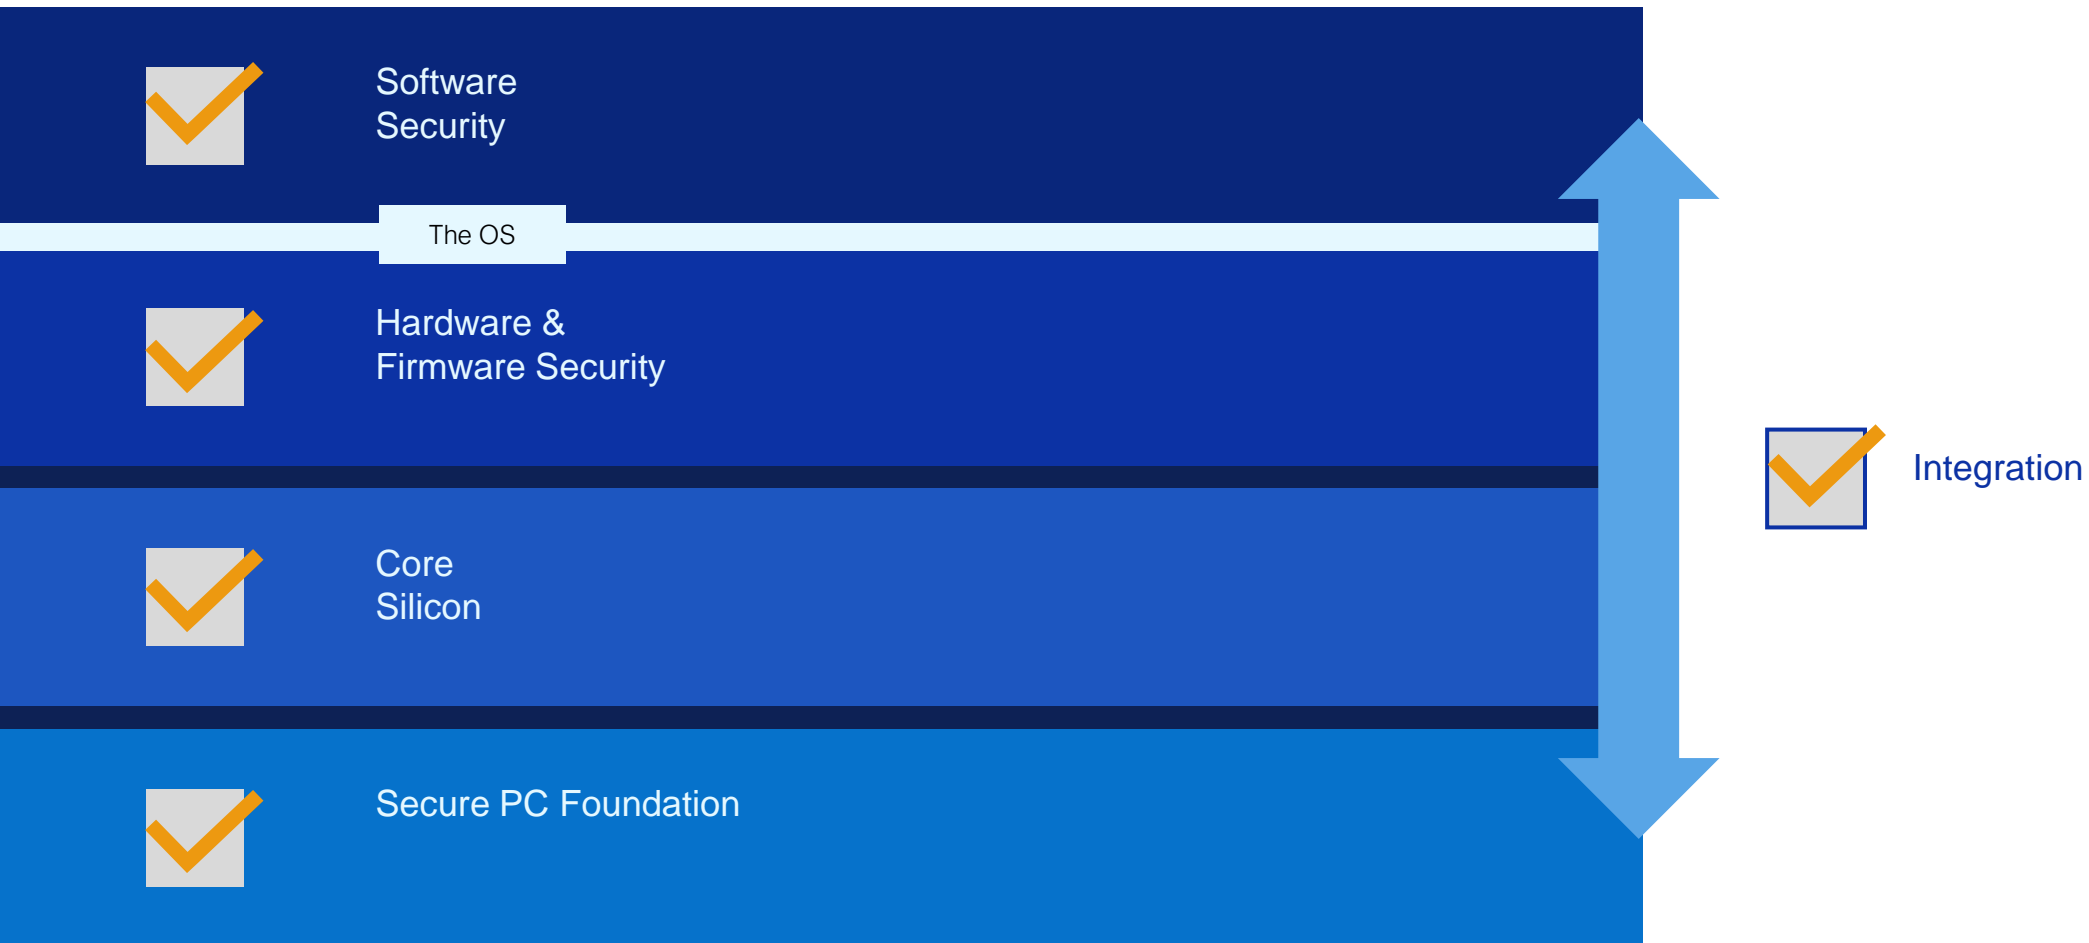 Software
Security
The OS
Hardware &
Firmware Security
Integration
Core
Silicon
Secure PC Foundation